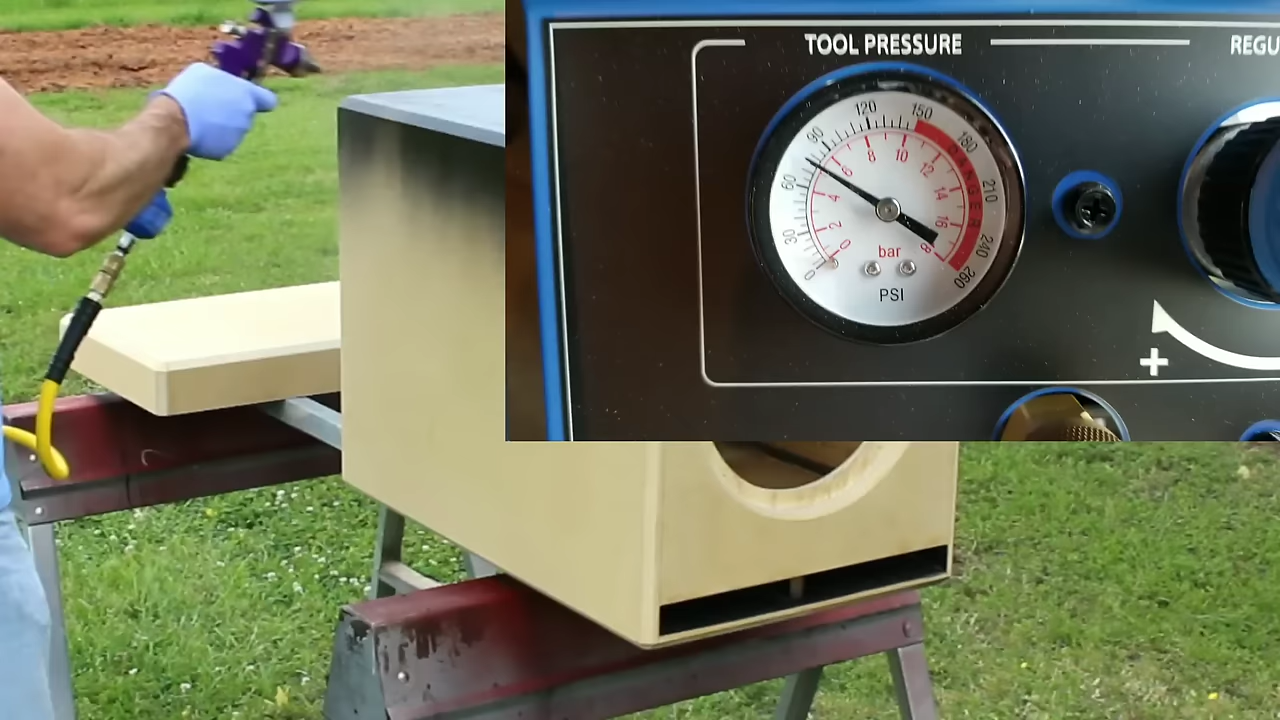 TOOL PRESSURE
REGU
0 30 60 90 120 150 180 210 240 260
0 2 4 6 8 10 12 14 16 18
DANGER
bar
PSI
+